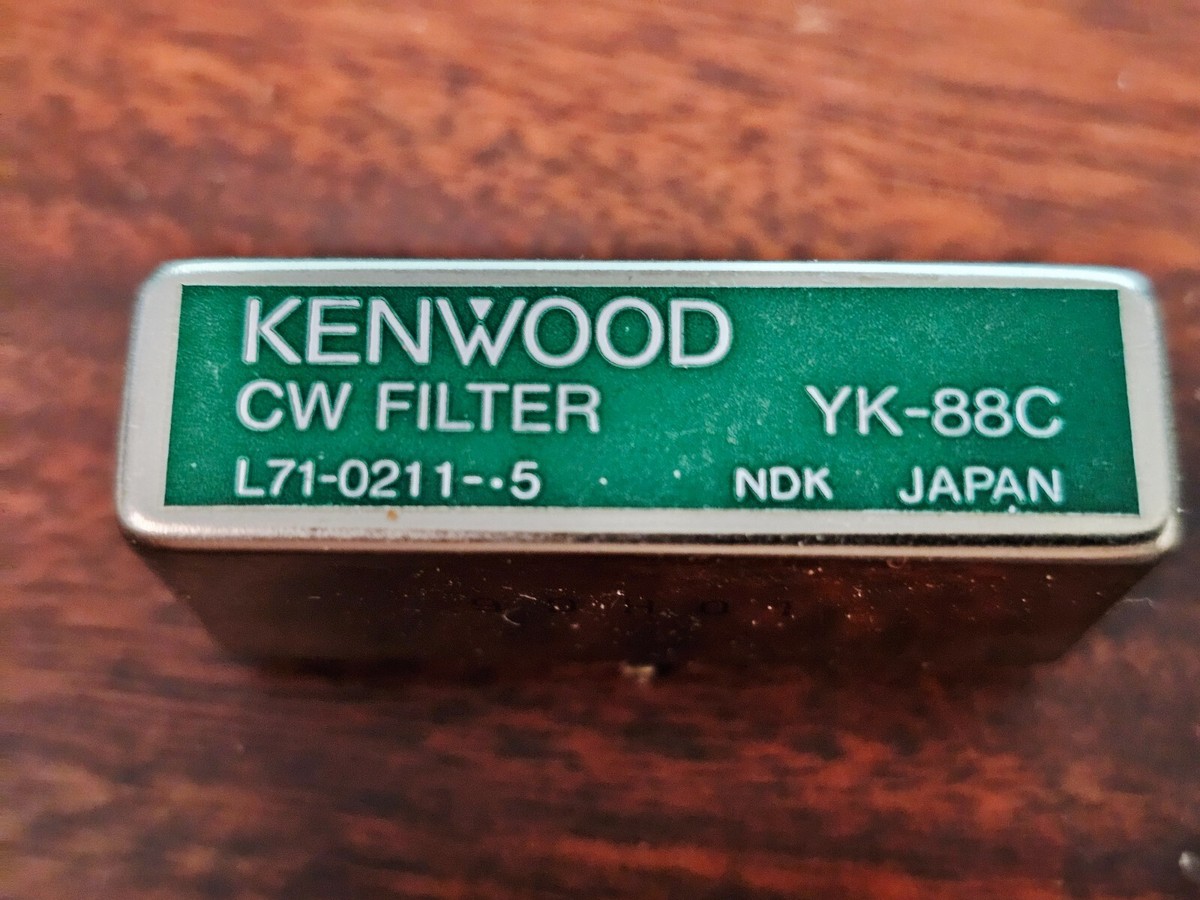 KENWOOD
CW FILTER YK-88C
L71-0211-·5 NDK JAPAN